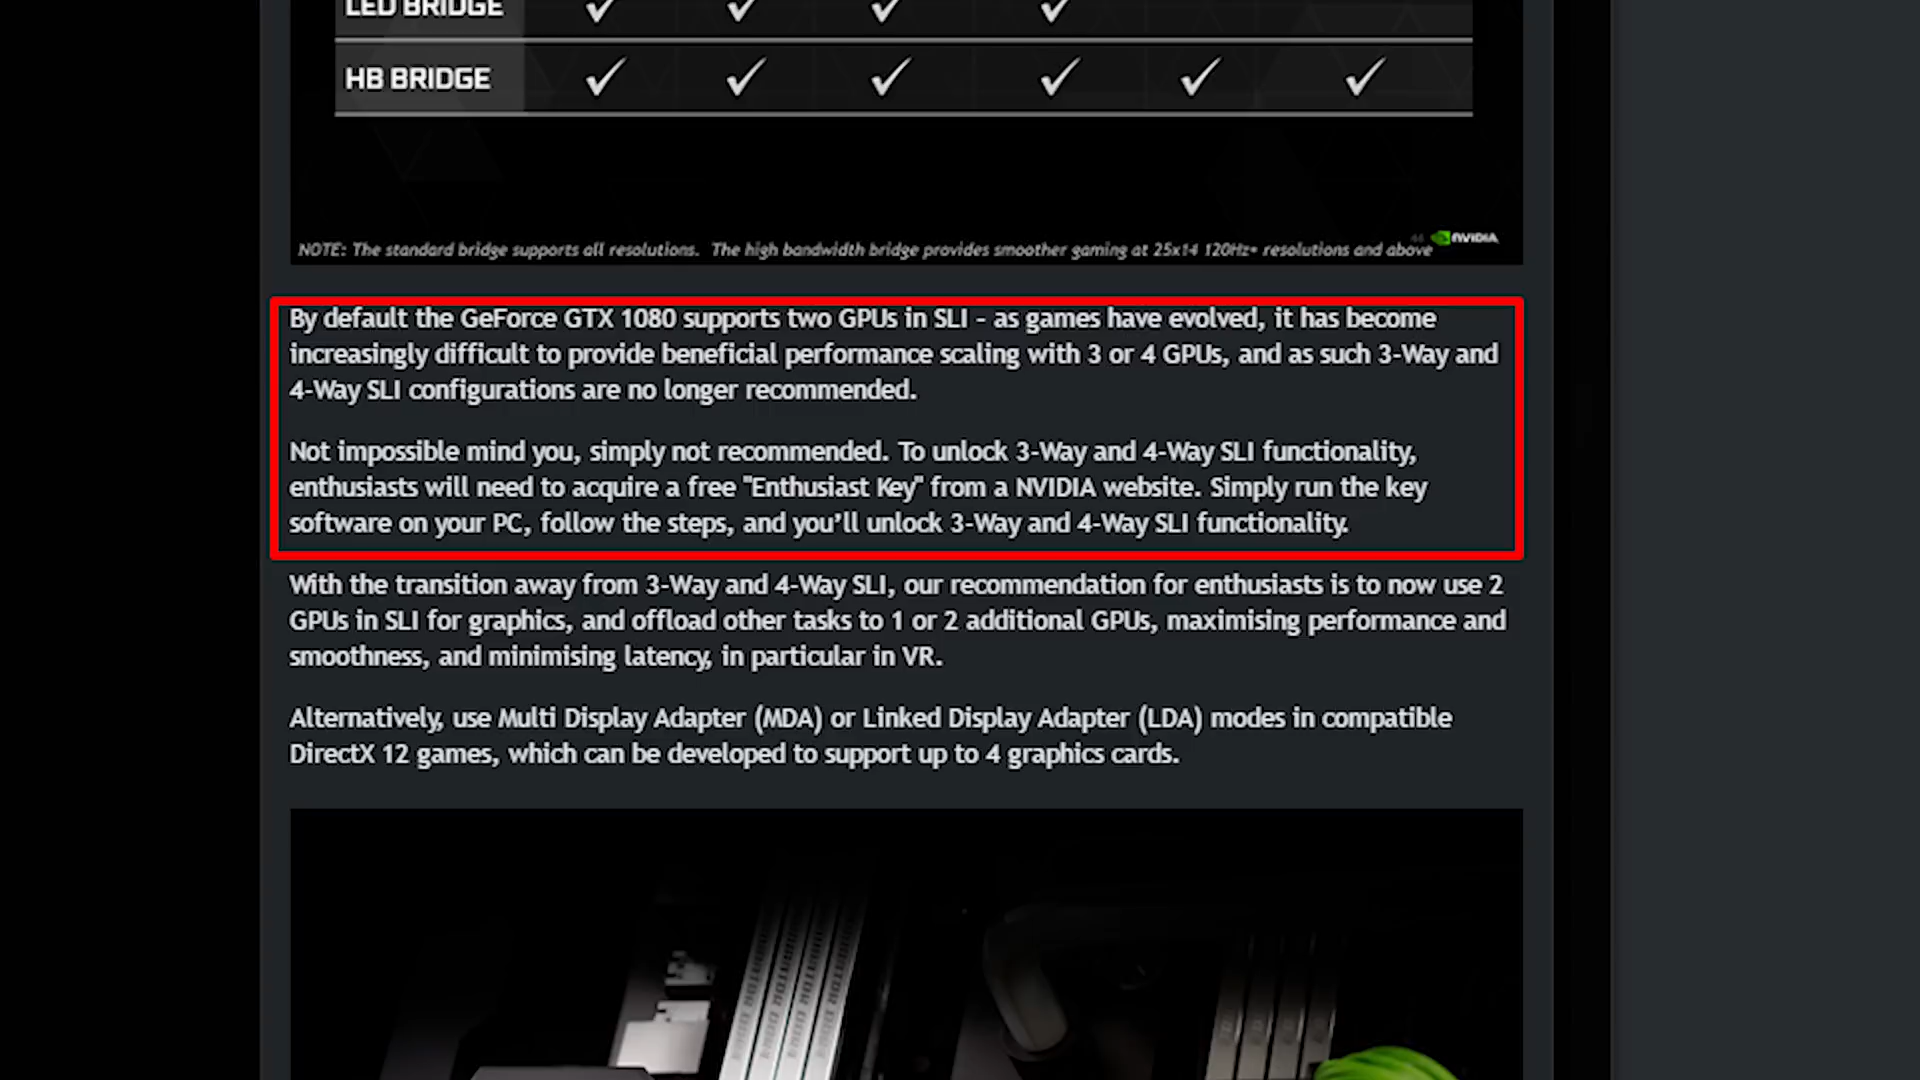 LED BRIDGE
HB BRIDGE
NVIDIA
NOTE: The standard bridge supports all resolutions. The high bandwidth bridge provides smoother gaming at 25x14 120Hz+ resolutions and above
By default the GeForce GTX 1080 supports two GPUs in SLI - as games have evolved, it has become
increasingly difficult to provide beneficial performance scaling with 3 or 4 GPUs, and as such 3-Way and
4-Way SLI configurations are no longer recommended.
Not impossible mind you, simply not recommended. To unlock 3-Way and 4-Way SLI functionality,
enthusiasts will need to acquire a free "Enthusiast Key" from a NVIDIA website. Simply run the key
software on your PC, follow the steps, and you’ll unlock 3-Way and 4-Way SLI functionality.
With the transition away from 3-Way and 4-Way SLI, our recommendation for enthusiasts is to now use 2
GPUs in SLI for graphics, and offload other tasks to 1 or 2 additional GPUs, maximising performance and
smoothness, and minimising latency, in particular in VR.
Alternatively, use Multi Display Adapter (MDA) or Linked Display Adapter (LDA) modes in compatible
DirectX 12 games, which can be developed to support up to 4 graphics cards.